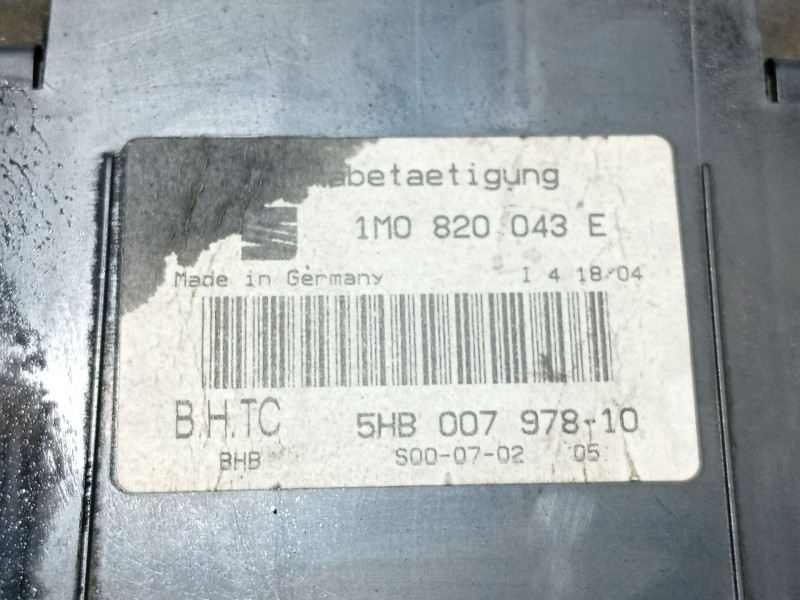 abetaetigung
1M0 820 043 E
Made in Germany I 4 18/04
B.H.TC 5HB 007 978-10
BHB S00-07-02 05